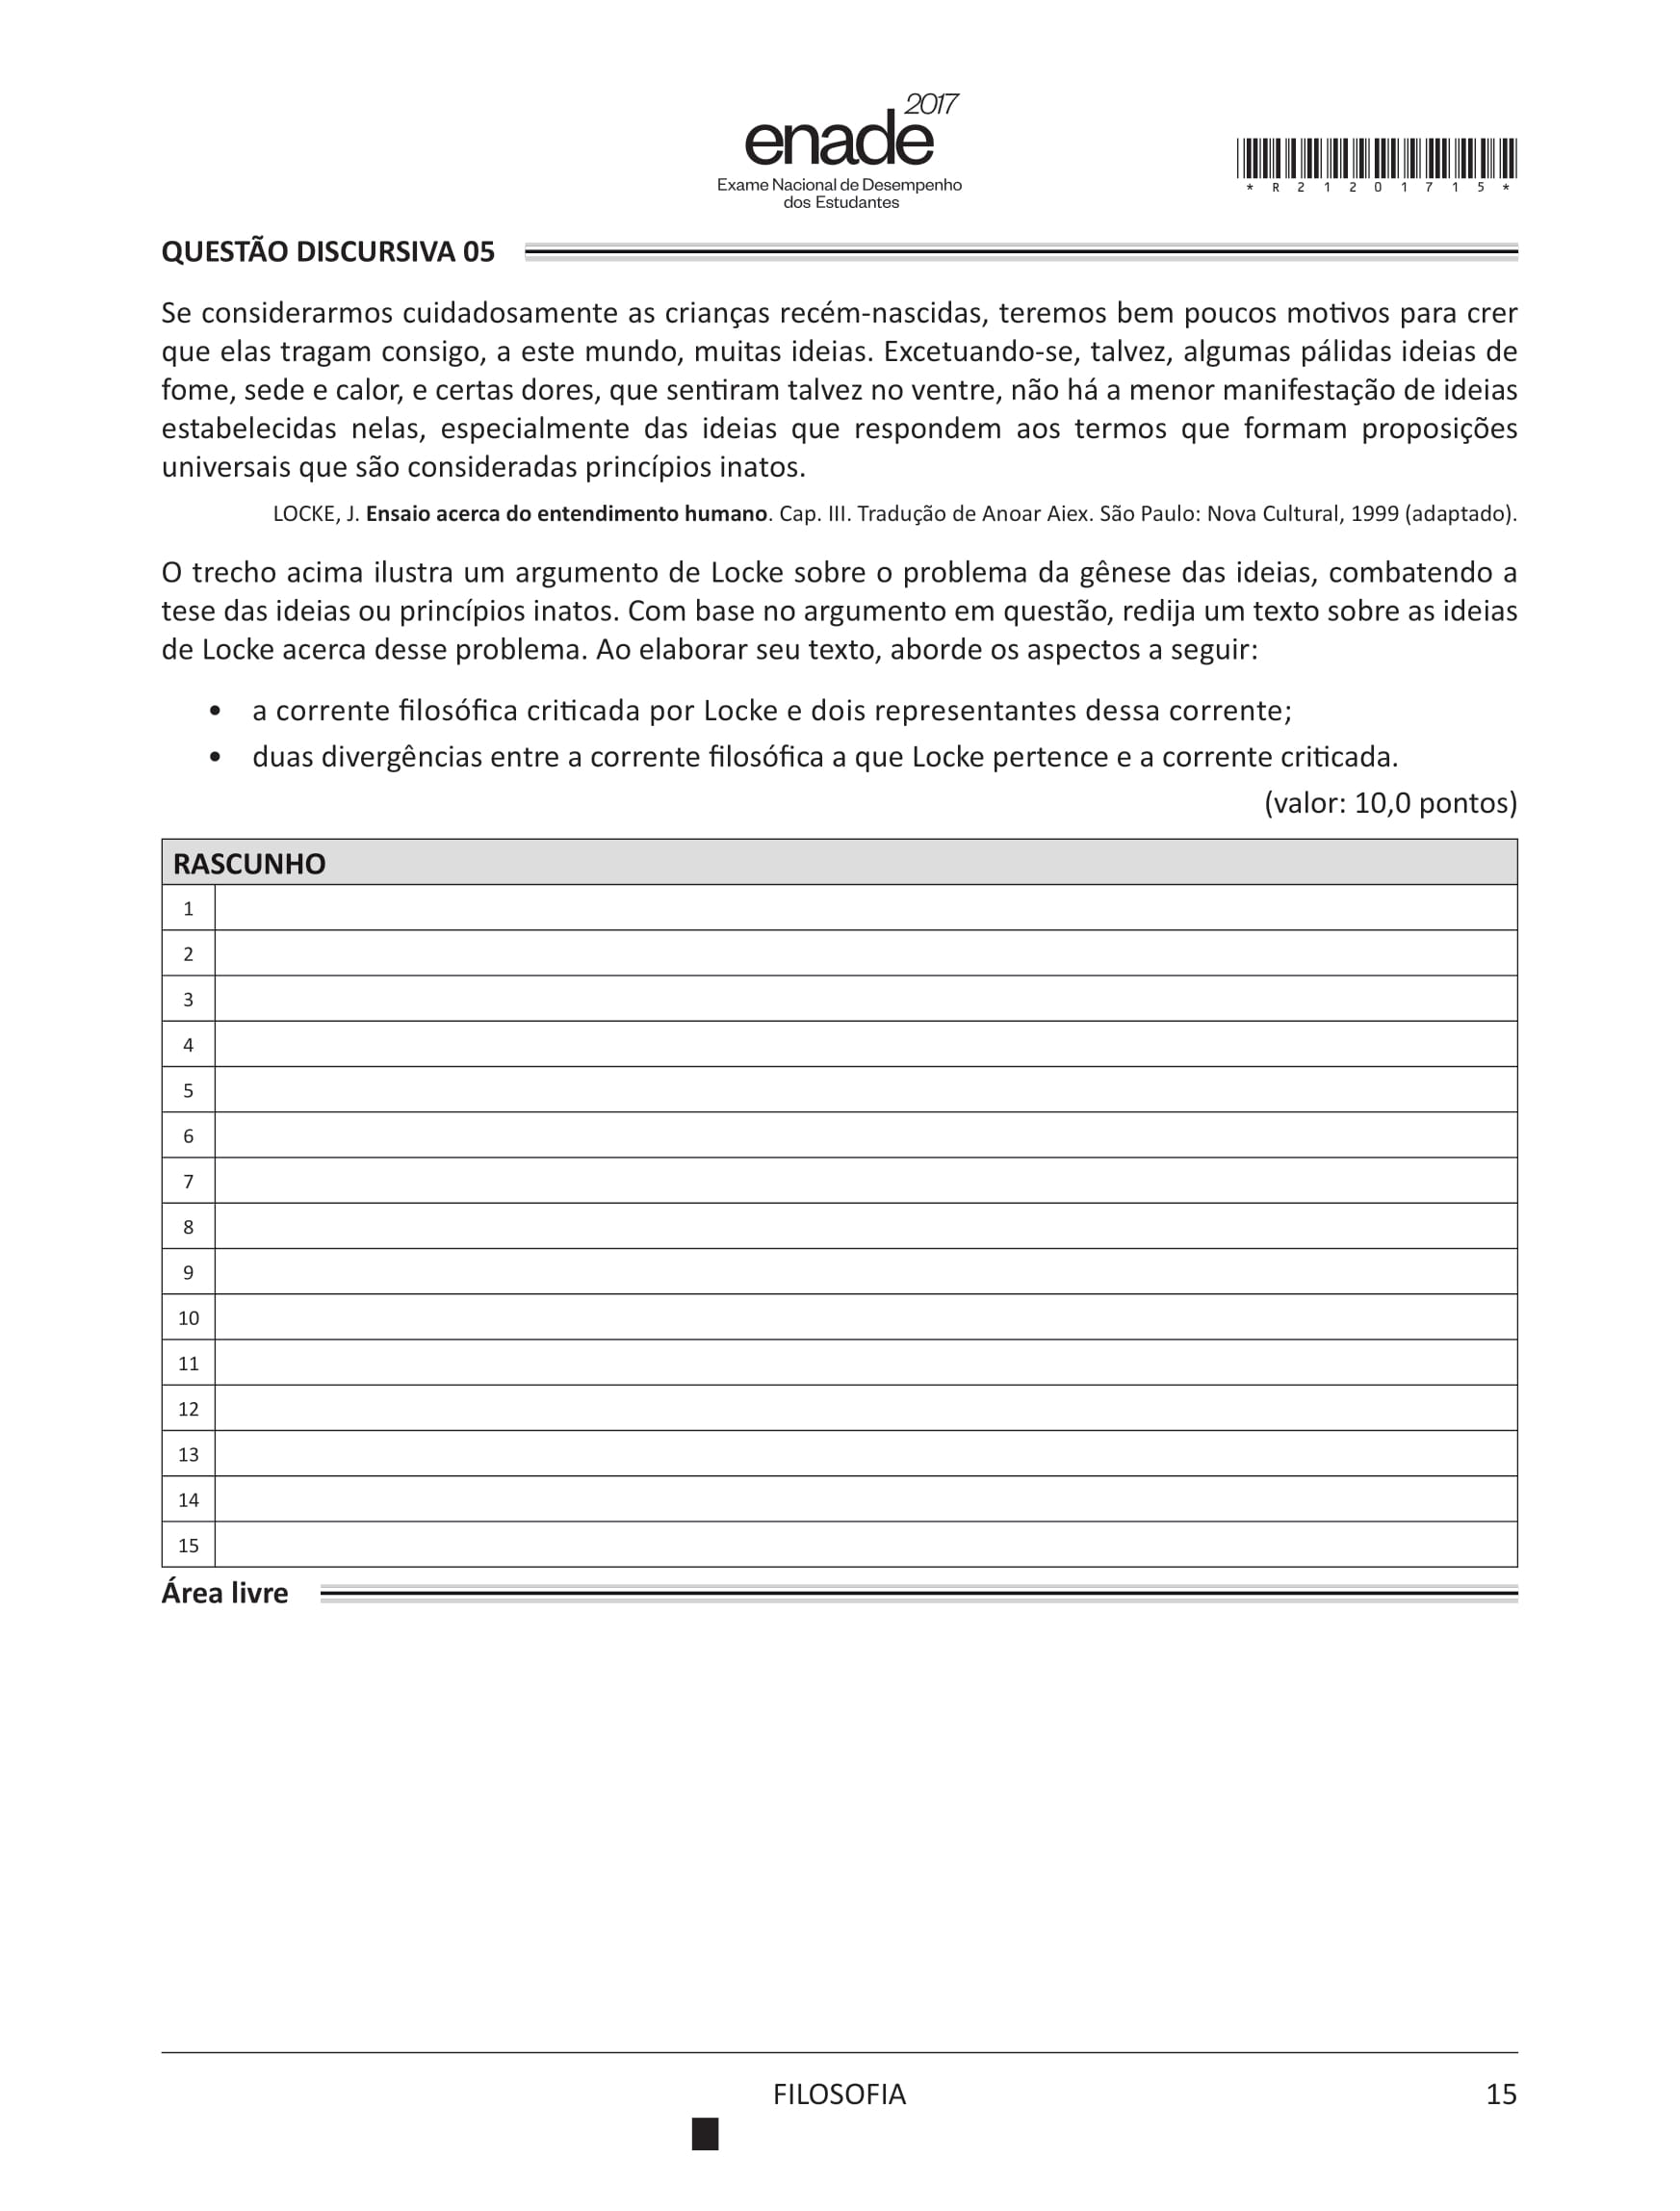 2017
enade
Exame Nacional de Desempenho
dos Estudantes
* R 2 1 2 0 1 7 1 5 *
QUESTÃO DISCURSIVA 05
Se considerarmos cuidadosamente as crianças recém-nascidas, teremos bem poucos motivos para crer
que elas tragam consigo, a este mundo, muitas ideias. Excetuando-se, talvez, algumas pálidas ideias de
fome, sede e calor, e certas dores, que sentiram talvez no ventre, não há a menor manifestação de ideias
estabelecidas nelas, especialmente das ideias que respondem aos termos que formam proposições
universais que são consideradas princípios inatos.
LOCKE, J. Ensaio acerca do entendimento humano. Cap. III. Tradução de Anoar Aiex. São Paulo: Nova Cultural, 1999 (adaptado).
O trecho acima ilustra um argumento de Locke sobre o problema da gênese das ideias, combatendo a
tese das ideias ou princípios inatos. Com base no argumento em questão, redija um texto sobre as ideias
de Locke acerca desse problema. Ao elaborar seu texto, aborde os aspectos a seguir:
• a corrente filosófica criticada por Locke e dois representantes dessa corrente;
• duas divergências entre a corrente filosófica a que Locke pertence e a corrente criticada.
(valor: 10,0 pontos)
RASCUNHO
1
2
3
4
5
6
7
8
9
10
11
12
13
14
15
Área livre
FILOSOFIA
15